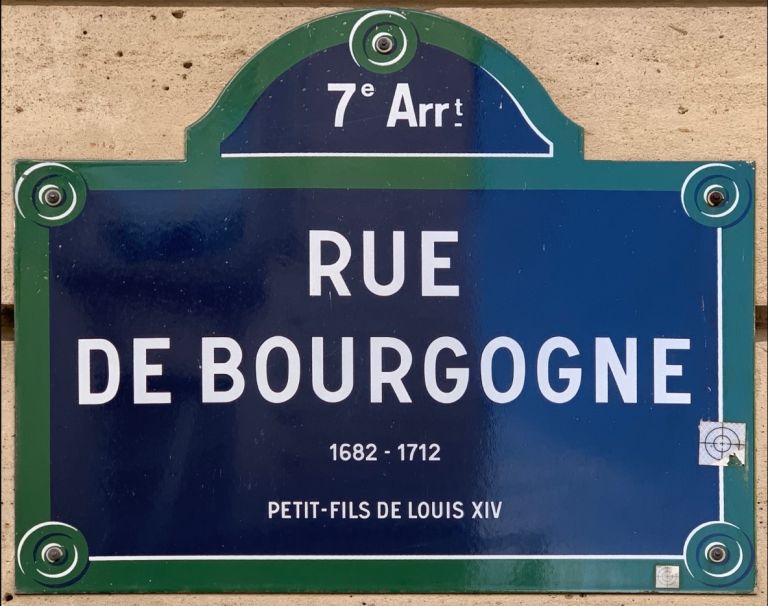 7e Arrt
RUE
DE BOURGOGNE
1682 - 1712
PETIT-FILS DE LOUIS XIV